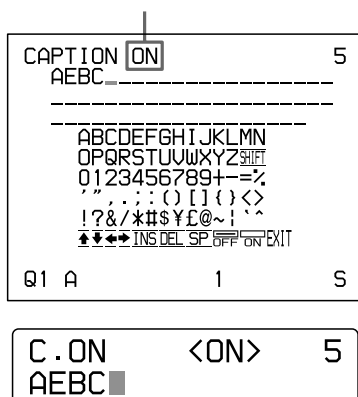 CAPTION ON 5
AEBC_
ABCDEFGHIJKLMN
OPQRSTUVWXYZ SHIFT
0123456789+-=%
'",.;:()[]{}<>
!?&/*#$¥£@~¦`^
↑↓←→ INS DEL SP OFF ON EXIT
Q1 A 1 S
C.ON <ON> 5
AEBC